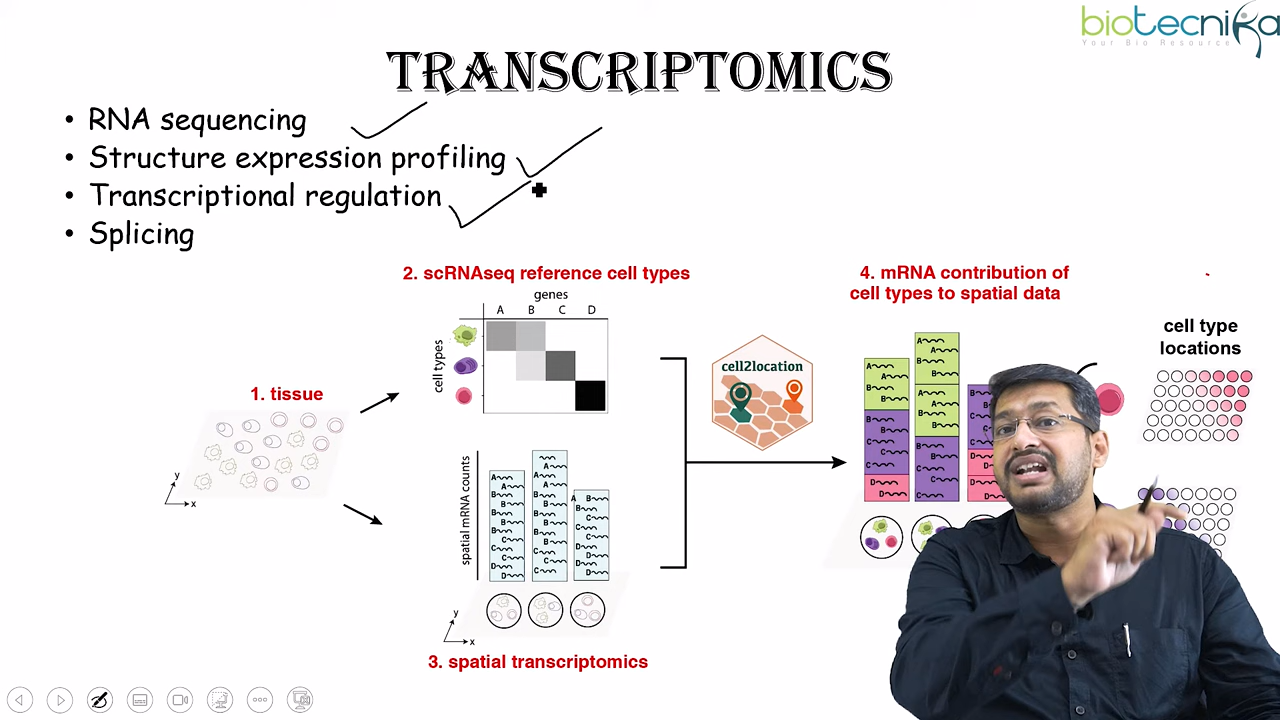 biotecnika
Your Bio Resource
TRANSCRIPTOMICS
• RNA sequencing
• Structure expression profiling
• Transcriptional regulation
• Splicing
2. scRNAseq reference cell types
genes
A B C D
cell types
1. tissue
y
x
spatial mRNA counts
A
A
B
B
B
B
C
C
D
D
A
A
B
B
B
B
C
C
C
A
B
B
C
C
D
D
D
y
x
3. spatial transcriptomics
cell2location
4. mRNA contribution of
cell types to spatial data
A
A
B
B
B
B
C
C
C
D
D
A
A
B
B
A
A
B
B
B
B
C
C
B
C
C
D
D
D
cell type
locations